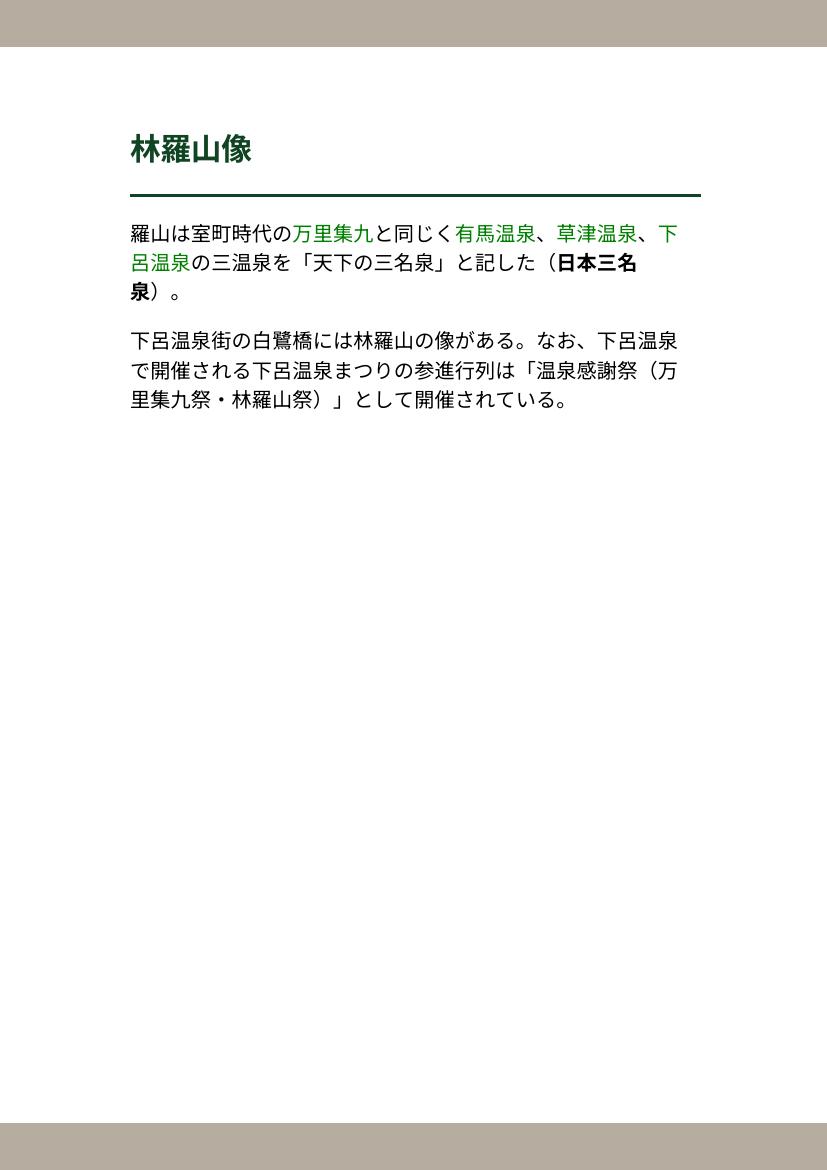 林羅山像
羅山は室町時代の万里集九と同じく有馬温泉、草津温泉、下
呂温泉の三温泉を「天下の三名泉」と記した（日本三名
泉）。
下呂温泉街の白鷺橋には林羅山の像がある。なお、下呂温泉
で開催される下呂温泉まつりの参進行列は「温泉感謝祭（万
里集九祭・林羅山祭）」として開催されている。